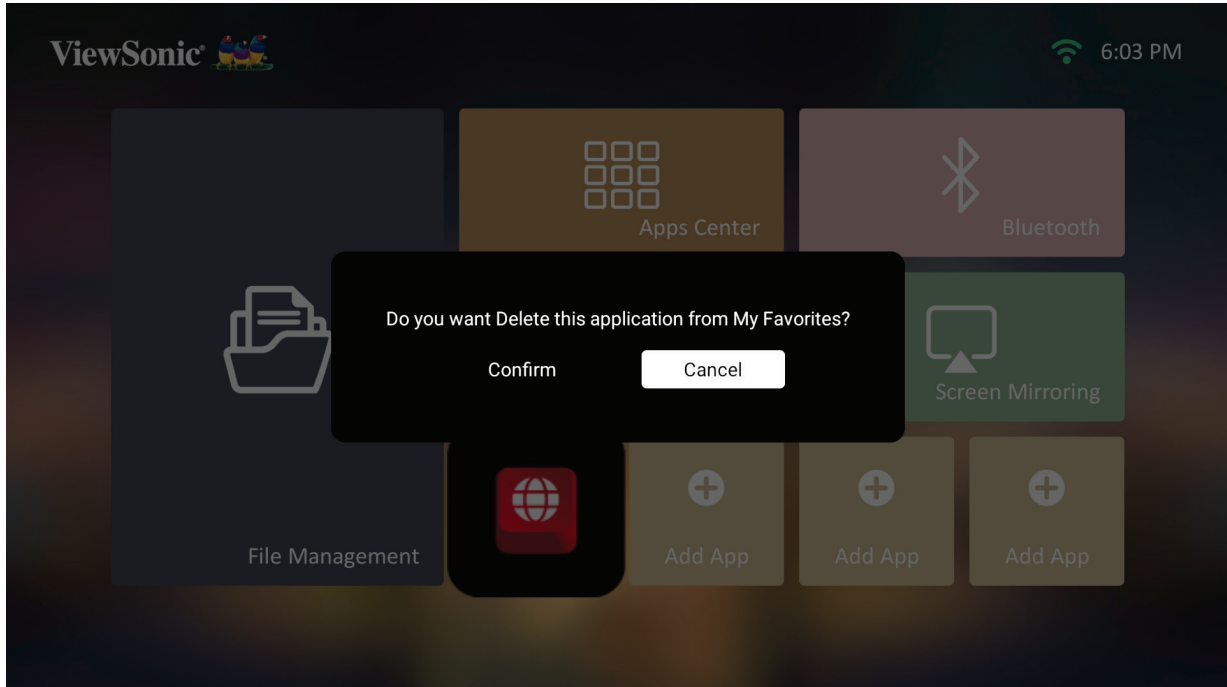 ViewSonic
6:03 PM
Apps Center
Bluetooth
Do you want Delete this application from My Favorites?
Confirm
Cancel
Screen Mirroring
File Management
Add App
Add App
Add App